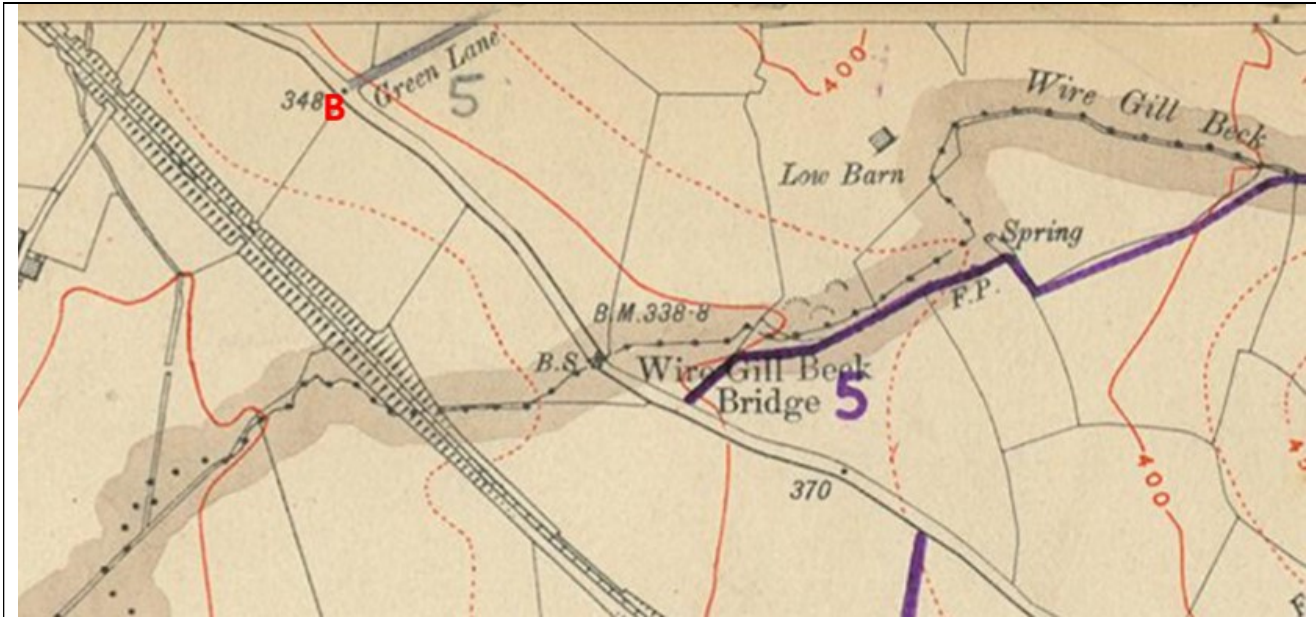 Green Lane
348
B
5
400
Wire Gill Beck
Low Barn
Spring
F.P.
B.M.338·8
B.S.
Wire Gill Beck
Bridge
5
370
400